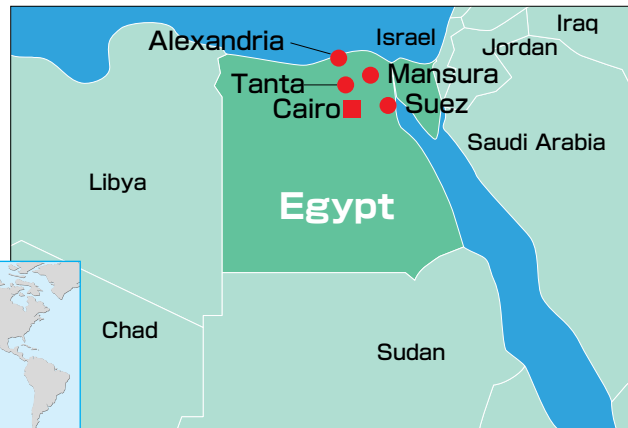 Iraq
Alexandria
Israel
Jordan
Mansura
Tanta
Cairo
Suez
Saudi Arabia
Libya
Egypt
Chad
Sudan